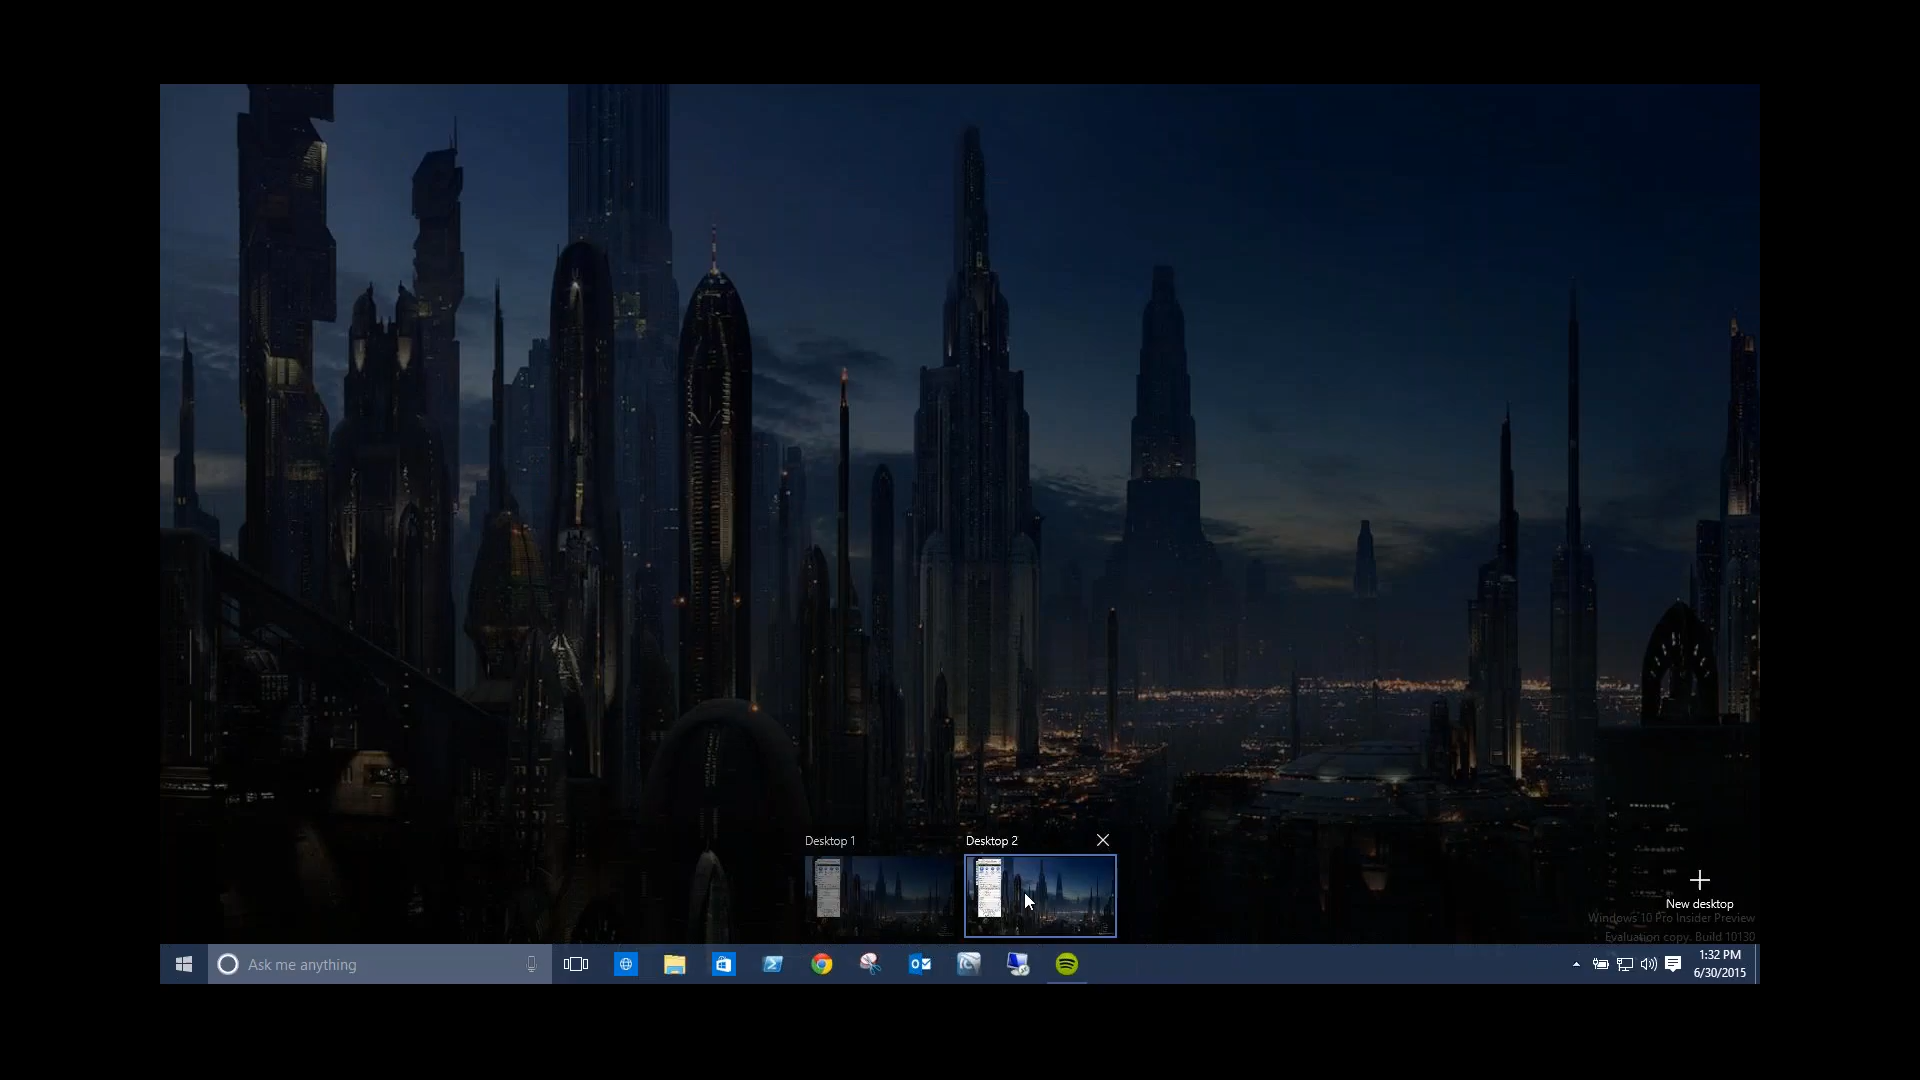 Desktop 1
Desktop 2
New desktop
Windows 10 Pro Insider Preview
Evaluation copy. Build 10130
Ask me anything
1:32 PM
6/30/2015